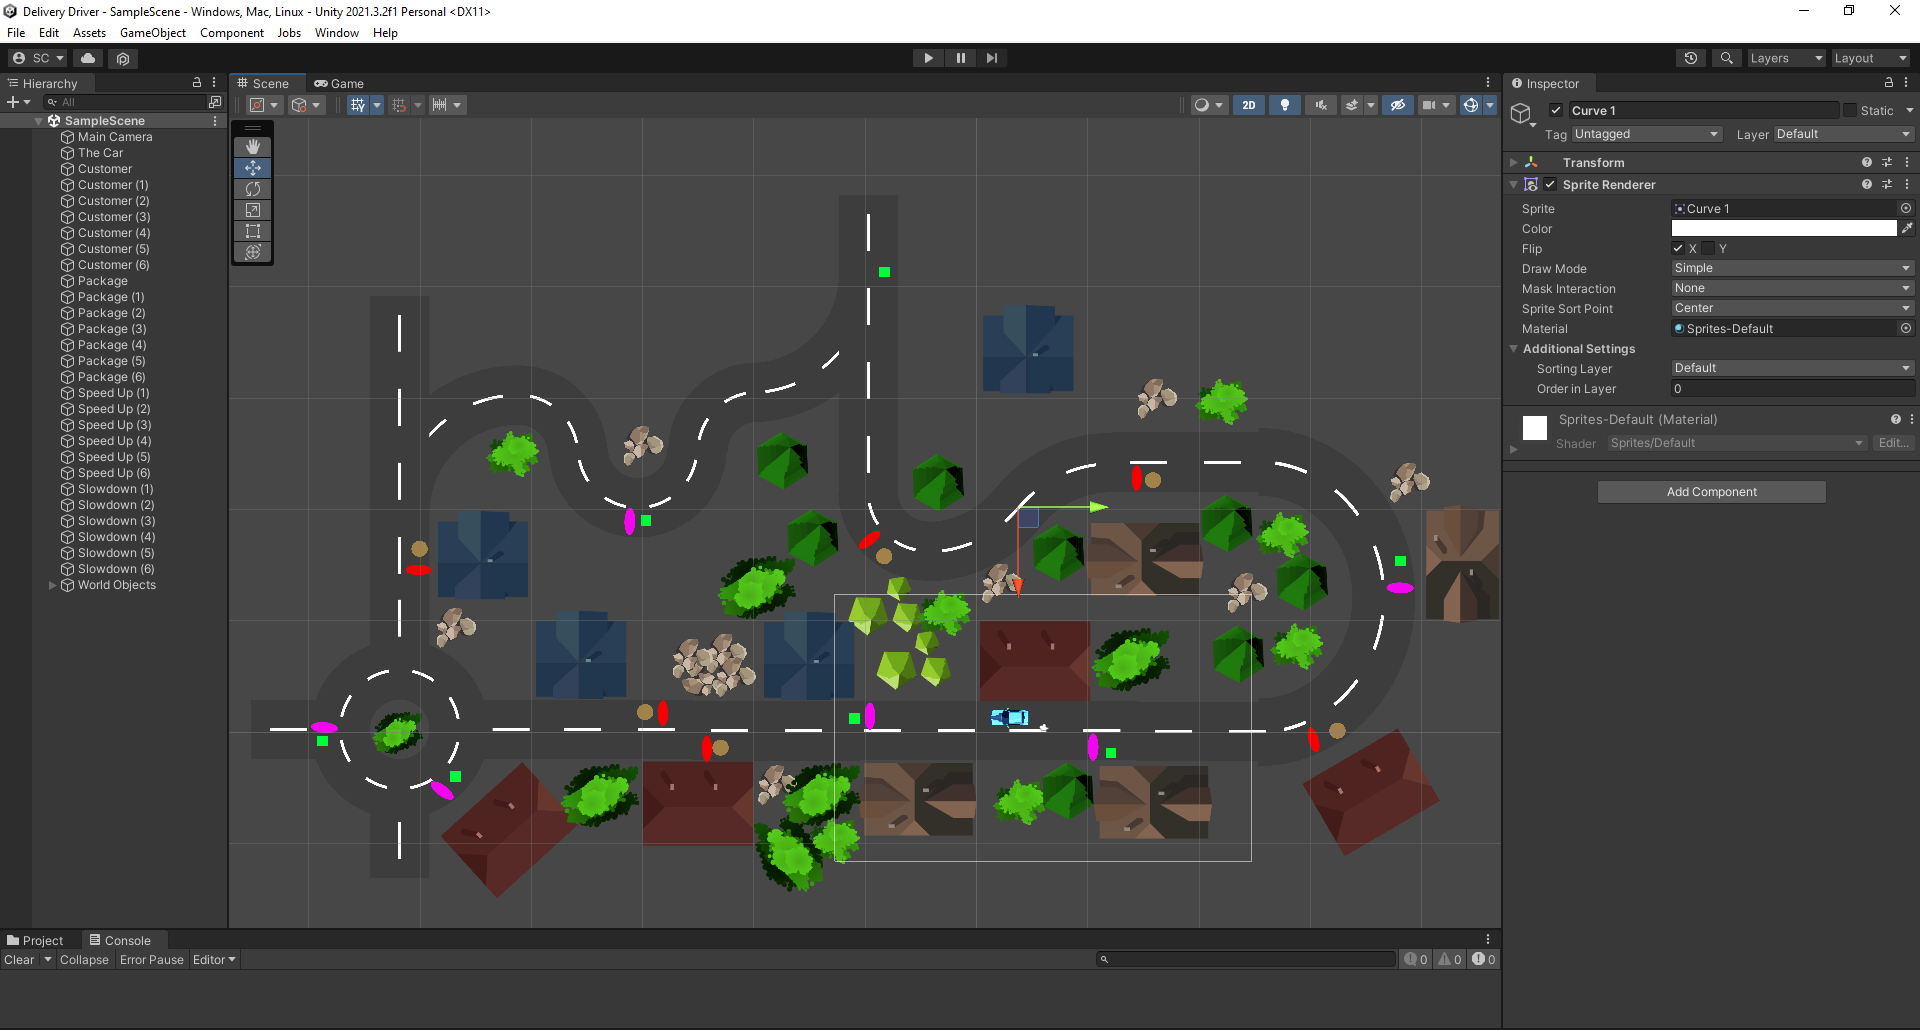 Delivery Driver - SampleScene - Windows, Mac, Linux - Unity 2021.3.2f1 Personal <DX11>
File Edit Assets GameObject Component Jobs Window Help
SC
Layers
Layout
Hierarchy
All
SampleScene
Main Camera
The Car
Customer
Customer (1)
Customer (2)
Customer (3)
Customer (4)
Customer (5)
Customer (6)
Package
Package (1)
Package (2)
Package (3)
Package (4)
Package (5)
Package (6)
Speed Up (1)
Speed Up (2)
Speed Up (3)
Speed Up (4)
Speed Up (5)
Speed Up (6)
Slowdown (1)
Slowdown (2)
Slowdown (3)
Slowdown (4)
Slowdown (5)
Slowdown (6)
World Objects
Scene Game
2D
Inspector
Curve 1 Static
Tag Untagged Layer Default
Transform
Sprite Renderer
Sprite Curve 1
Color
Flip X Y
Draw Mode Simple
Mask Interaction None
Sprite Sort Point Center
Material Sprites-Default
Additional Settings
Sorting Layer Default
Order in Layer 0
Sprites-Default (Material)
Shader Sprites/Default Edit...
Add Component
Project Console
Clear Collapse Error Pause Editor
0 0 0